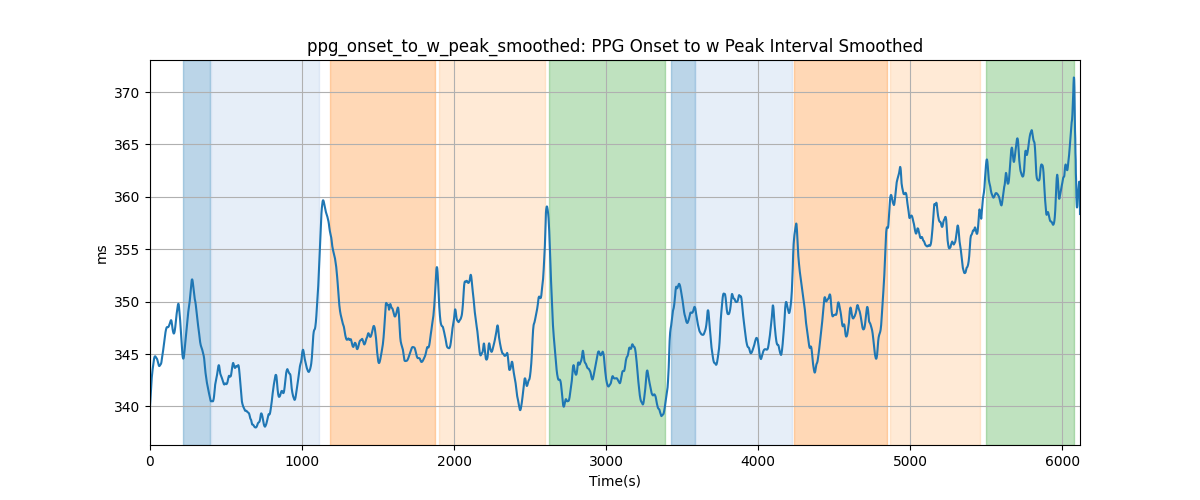 ppg_onset_to_w_peak_smoothed: PPG Onset to w Peak Interval Smoothed
370
365
360
355
350
345
340
ms
0 1000 2000 3000 4000 5000 6000
Time(s)